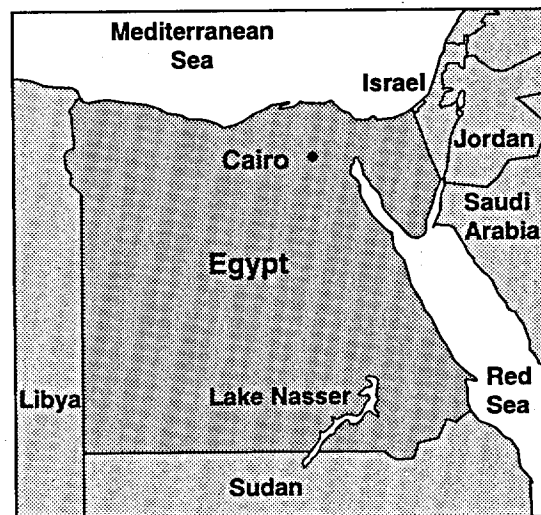 Mediterranean
Sea
Israel
Cairo
Jordan
Saudi
Arabia
Egypt
Libya
Lake Nasser
Red
Sea
Sudan